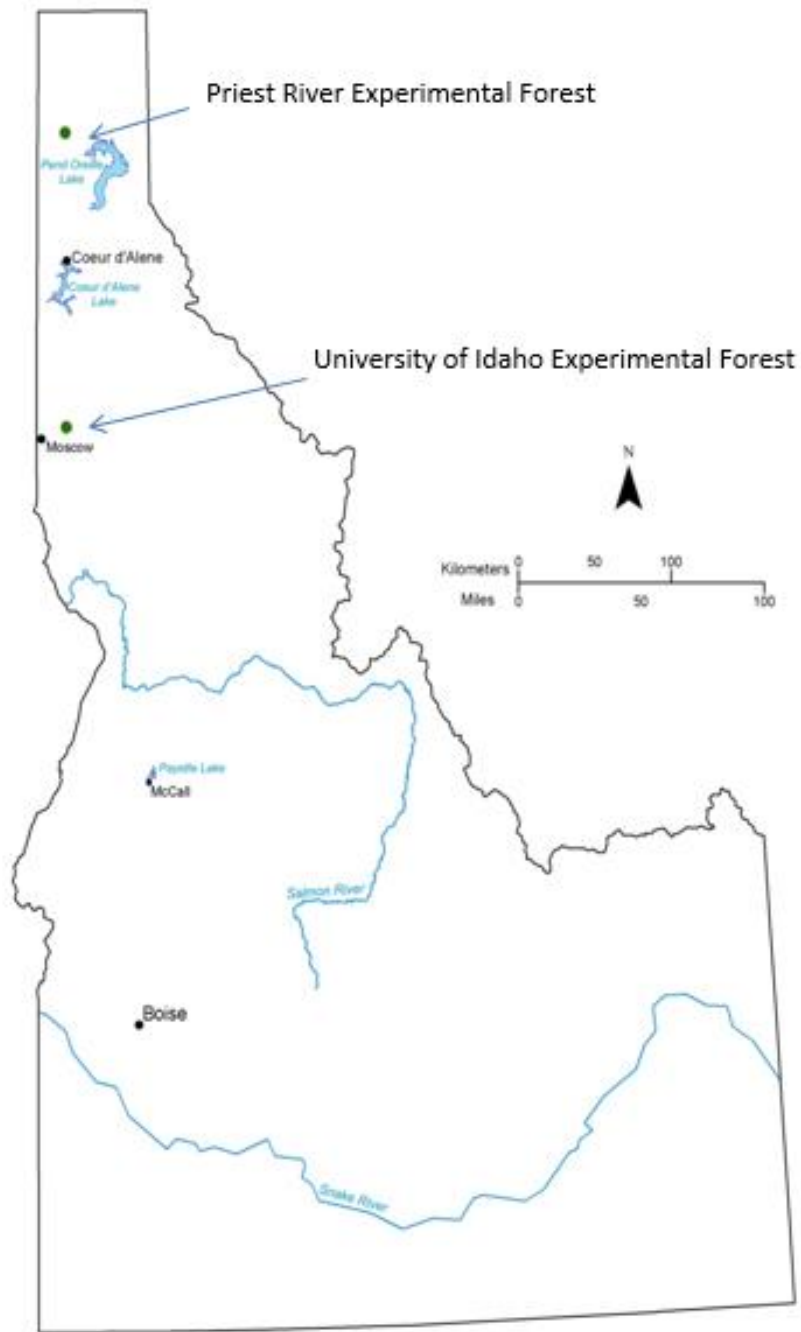 Priest River Experimental Forest
Pend Oreille
Lake
Coeur d'Alene
Coeur d'Alene
Lake
University of Idaho Experimental Forest
Moscow
N
Kilometers 0 50 100
Miles 0 50 100
Payette Lake
McCall
Salmon River
Boise
Snake River